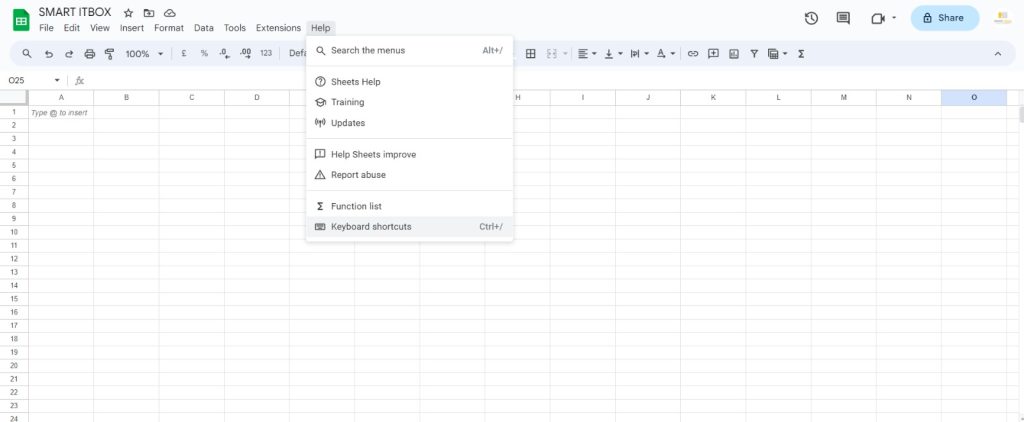 SMART ITBOX
File Edit View Insert Format Data Tools Extensions Help
Share
100% £ % .0 .00 123 Defa
O25 fx
Search the menus Alt+/
Sheets Help
Training
Updates
Help Sheets improve
Report abuse
Function list
Keyboard shortcuts Ctrl+/
A B C D H I J K L M N O
1 Type @ to insert
2
3
4
5
6
7
8
9
10
11
12
13
14
15
16
17
18
19
20
21
22
23
24